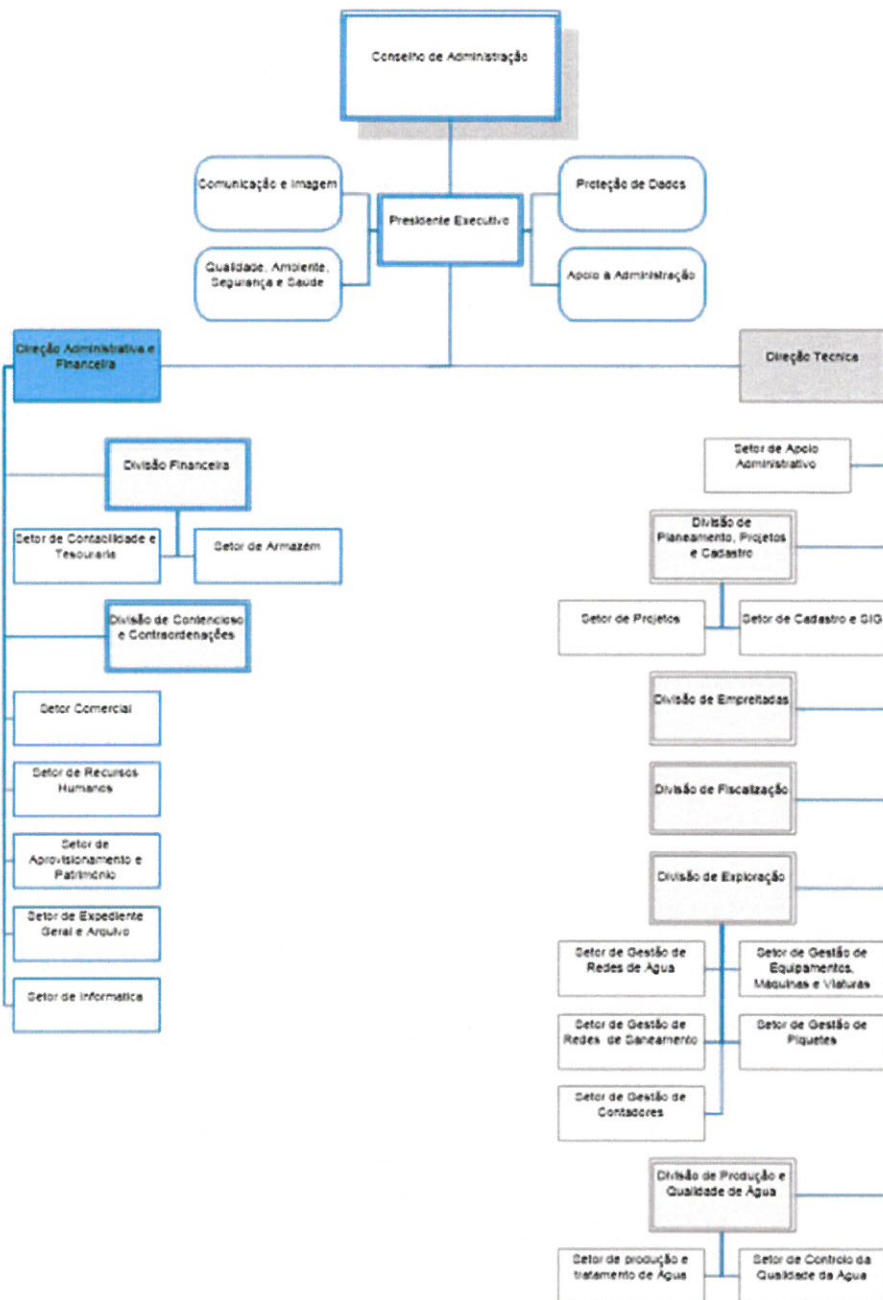 Conselho de Administração
Comunicação e Imagem
Proteção de Dados
Presidente Executivo
Qualidade, Ambiente,
Segurança e Saúde
Apoio à Administração
Direção Administrativa e
Financeira
Direção Técnica
Setor de Apoio
Administrativo
Divisão Financeira
Divisão de
Planeamento, Projetos
e Cadastro
Setor de Contabilidade e
Tesouraria
Setor de Armazém
Divisão de Contencioso
e Contraordenações
Setor de Projetos
Setor de Cadastro e SIG
Setor Comercial
Divisão de Empreitadas
Setor de Recursos
Humanos
Divisão de Fiscalização
Setor de
Aprovisionamento e
Património
Divisão de Exploração
Setor de Expediente
Geral e Arquivo
Setor de Gestão de
Redes de Água
Setor de Gestão de
Equipamentos,
Máquinas e Viaturas
Setor de Informática
Setor de Gestão de
Redes de Saneamento
Setor de Gestão de
Piquetes
Setor de Gestão de
Contadores
Divisão de Produção e
Qualidade de Água
Setor de produção e
tratamento de Água
Setor de Controlo da
Qualidade da Água